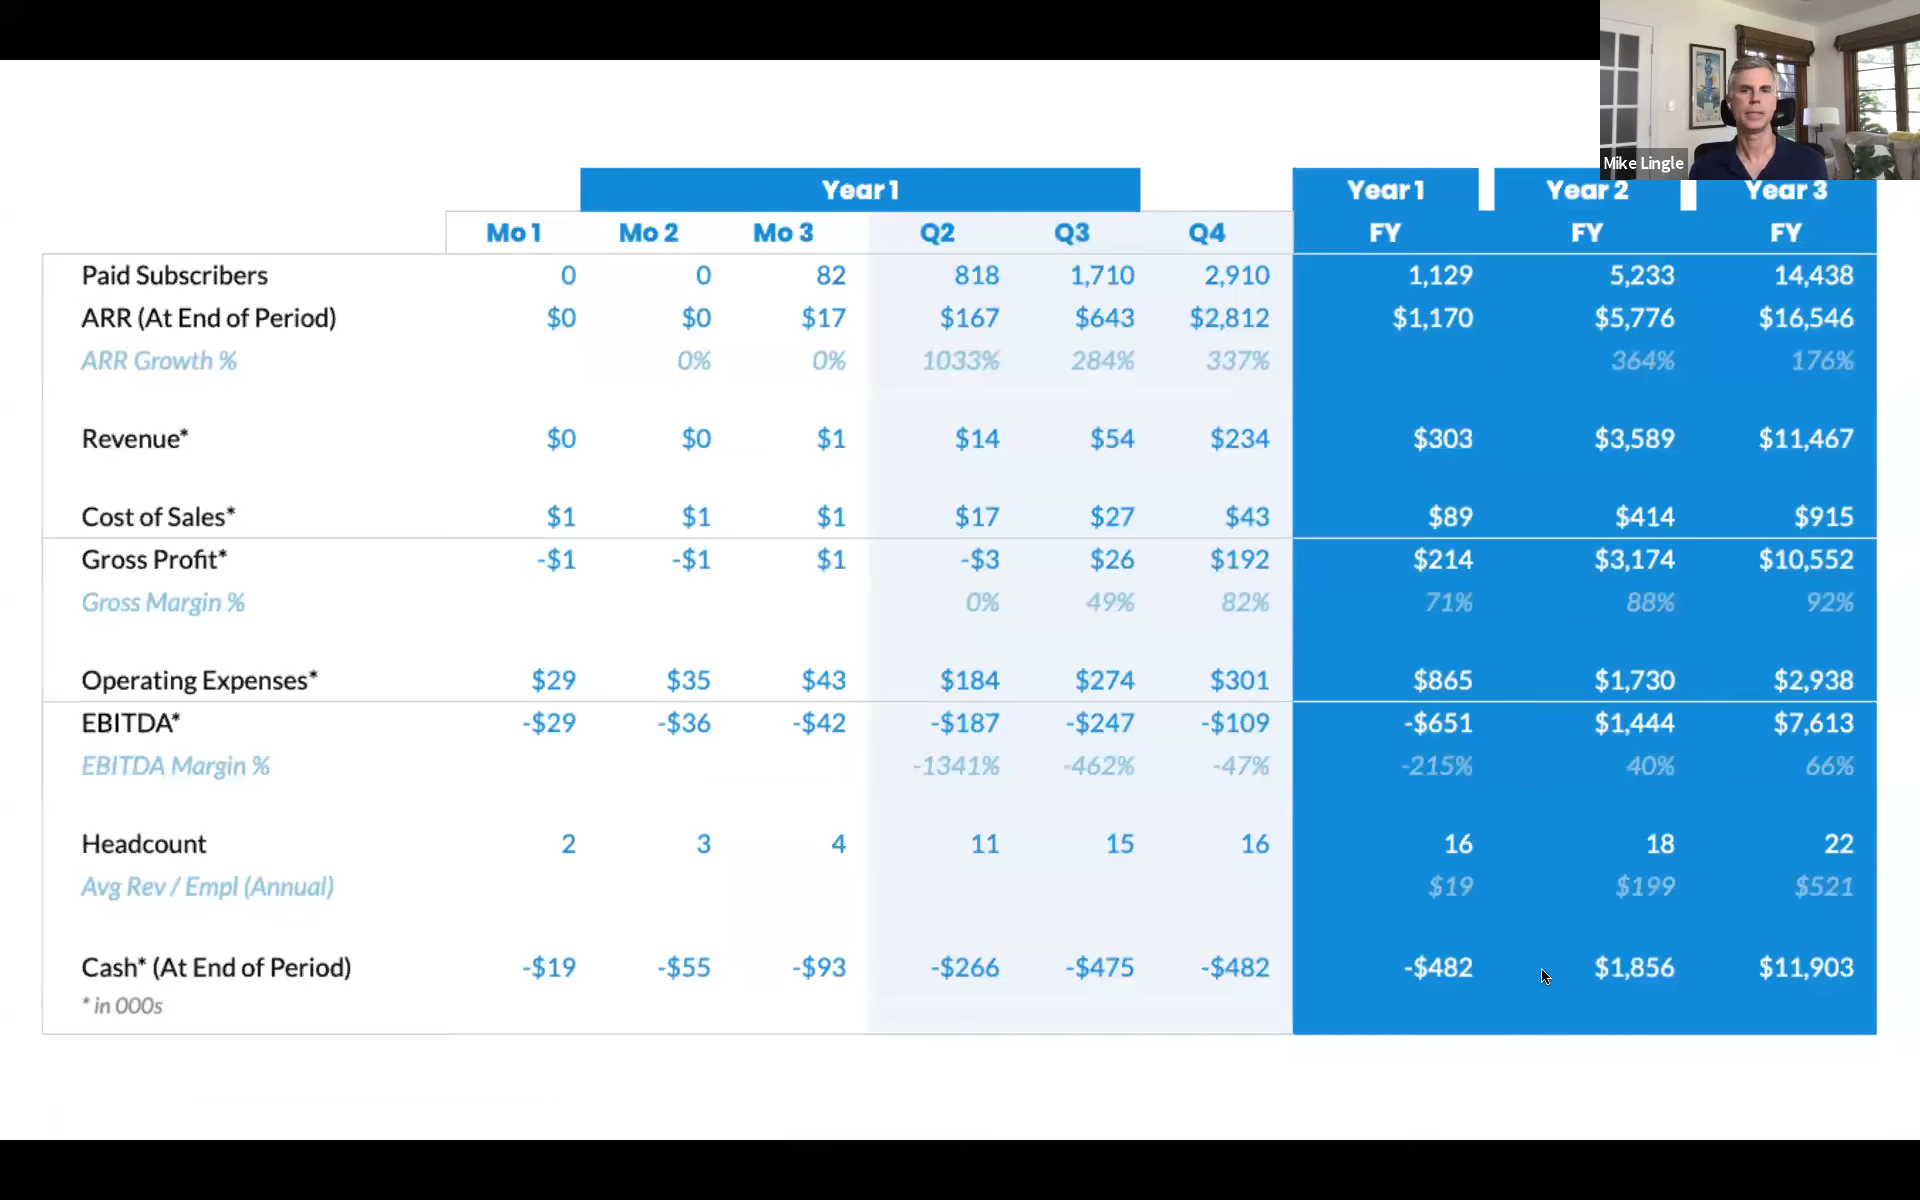 Mike Lingle
Year 1 Year 1 Year 2 Year 3
Mo 1 Mo 2 Mo 3 Q2 Q3 Q4 FY FY FY
Paid Subscribers 0 0 82 818 1,710 2,910 1,129 5,233 14,438
ARR (At End of Period) $0 $0 $17 $167 $643 $2,812 $1,170 $5,776 $16,546
ARR Growth % 0% 0% 1033% 284% 337% 364% 176%
Revenue* $0 $0 $1 $14 $54 $234 $303 $3,589 $11,467
Cost of Sales* $1 $1 $1 $17 $27 $43 $89 $414 $915
Gross Profit* -$1 -$1 $1 -$3 $26 $192 $214 $3,174 $10,552
Gross Margin % 0% 49% 82% 71% 88% 92%
Operating Expenses* $29 $35 $43 $184 $274 $301 $865 $1,730 $2,938
EBITDA* -$29 -$36 -$42 -$187 -$247 -$109 -$651 $1,444 $7,613
EBITDA Margin % -1341% -462% -47% -215% 40% 66%
Headcount 2 3 4 11 15 16 16 18 22
Avg Rev / Empl (Annual) $19 $199 $521
Cash* (At End of Period) -$19 -$55 -$93 -$266 -$475 -$482 -$482 $1,856 $11,903
* in 000s